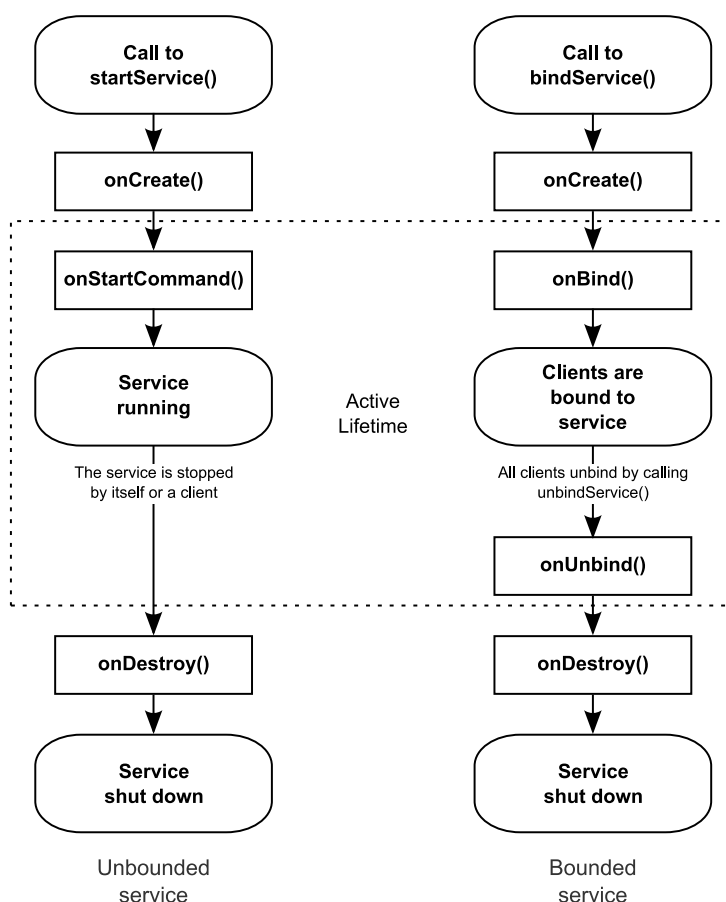 Call to
startService()
onCreate()
onStartCommand()
Service
running
The service is stopped
by itself or a client
onDestroy()
Service
shut down
Unbounded
service
Active
Lifetime
Call to
bindService()
onCreate()
onBind()
Clients are
bound to
service
All clients unbind by calling
unbindService()
onUnbind()
onDestroy()
Service
shut down
Bounded
service